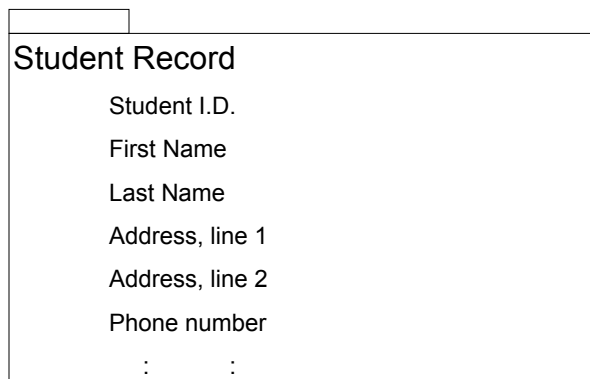 Student Record
Student I.D.
First Name
Last Name
Address, line 1
Address, line 2
Phone number
: :